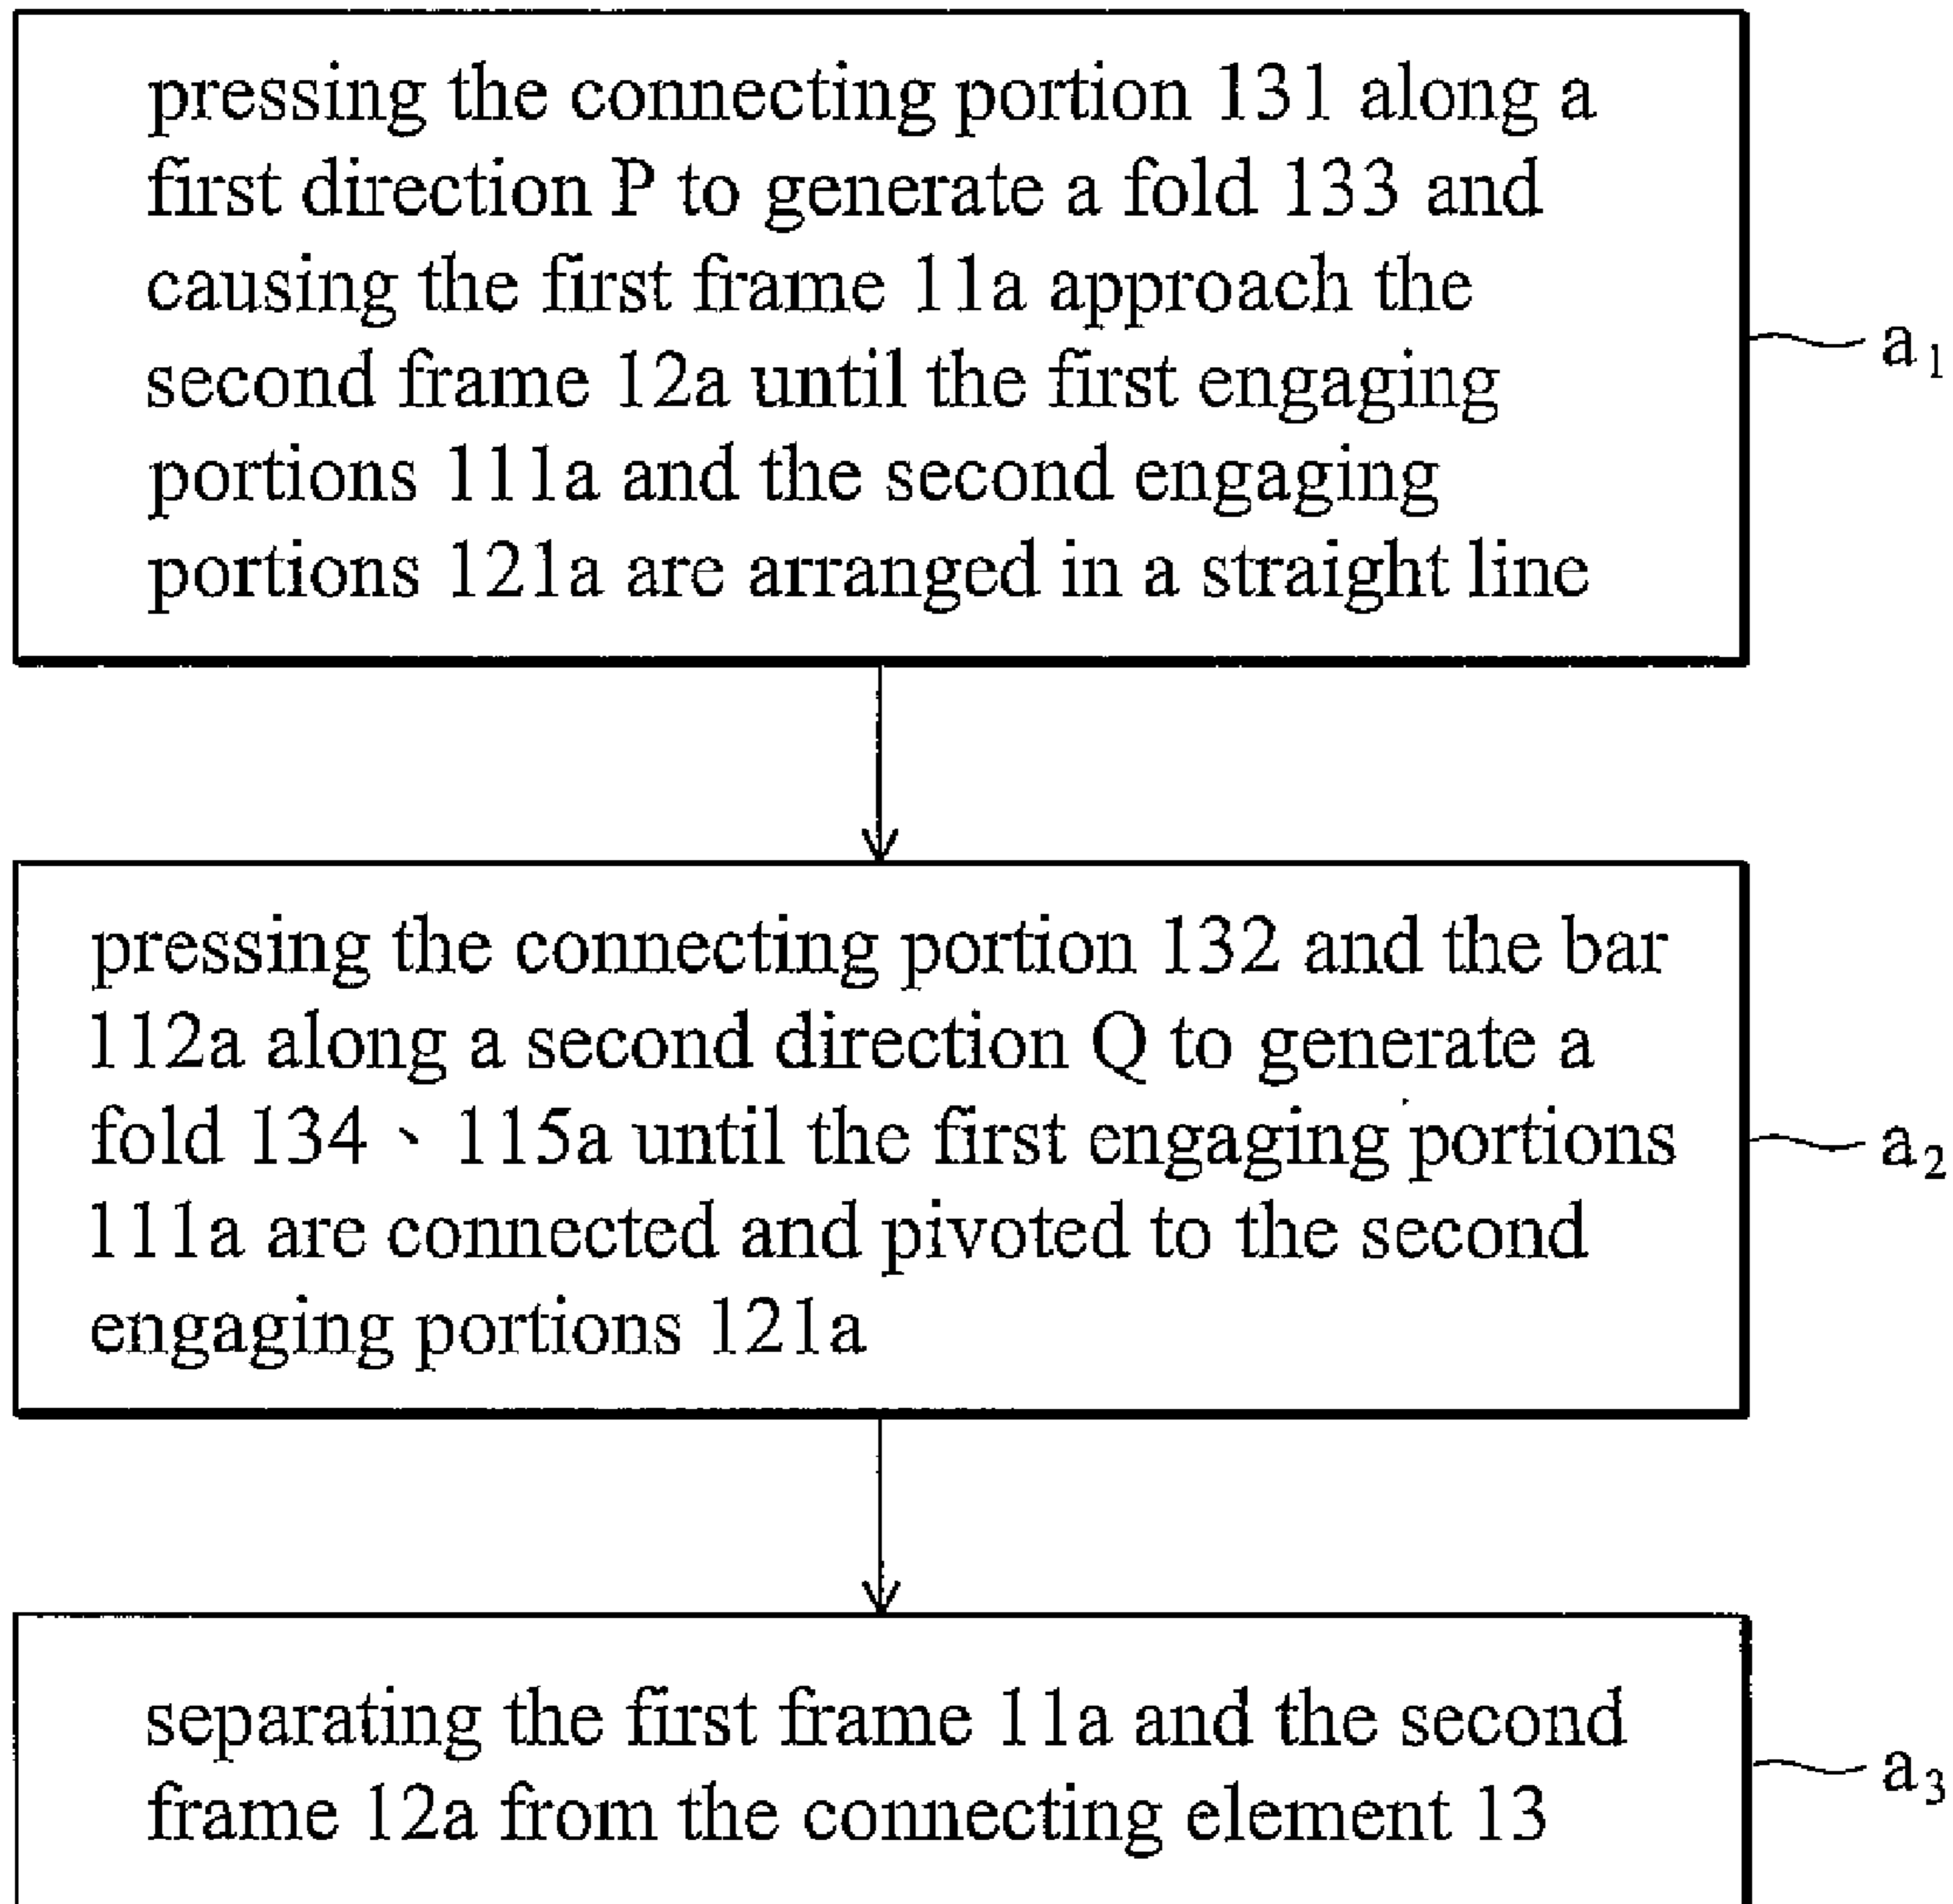 pressing the connecting portion 131 along a
first direction P to generate a fold 133 and
causing the first frame 11a approach the
second frame 12a until the first engaging
portions 111a and the second engaging
portions 121a are arranged in a straight line
a1
pressing the connecting portion 132 and the bar
112a along a second direction Q to generate a
fold 134、115a until the first engaging portions
111a are connected and pivoted to the second
engaging portions 121a
a2
separating the first frame 11a and the second
frame 12a from the connecting element 13
a3